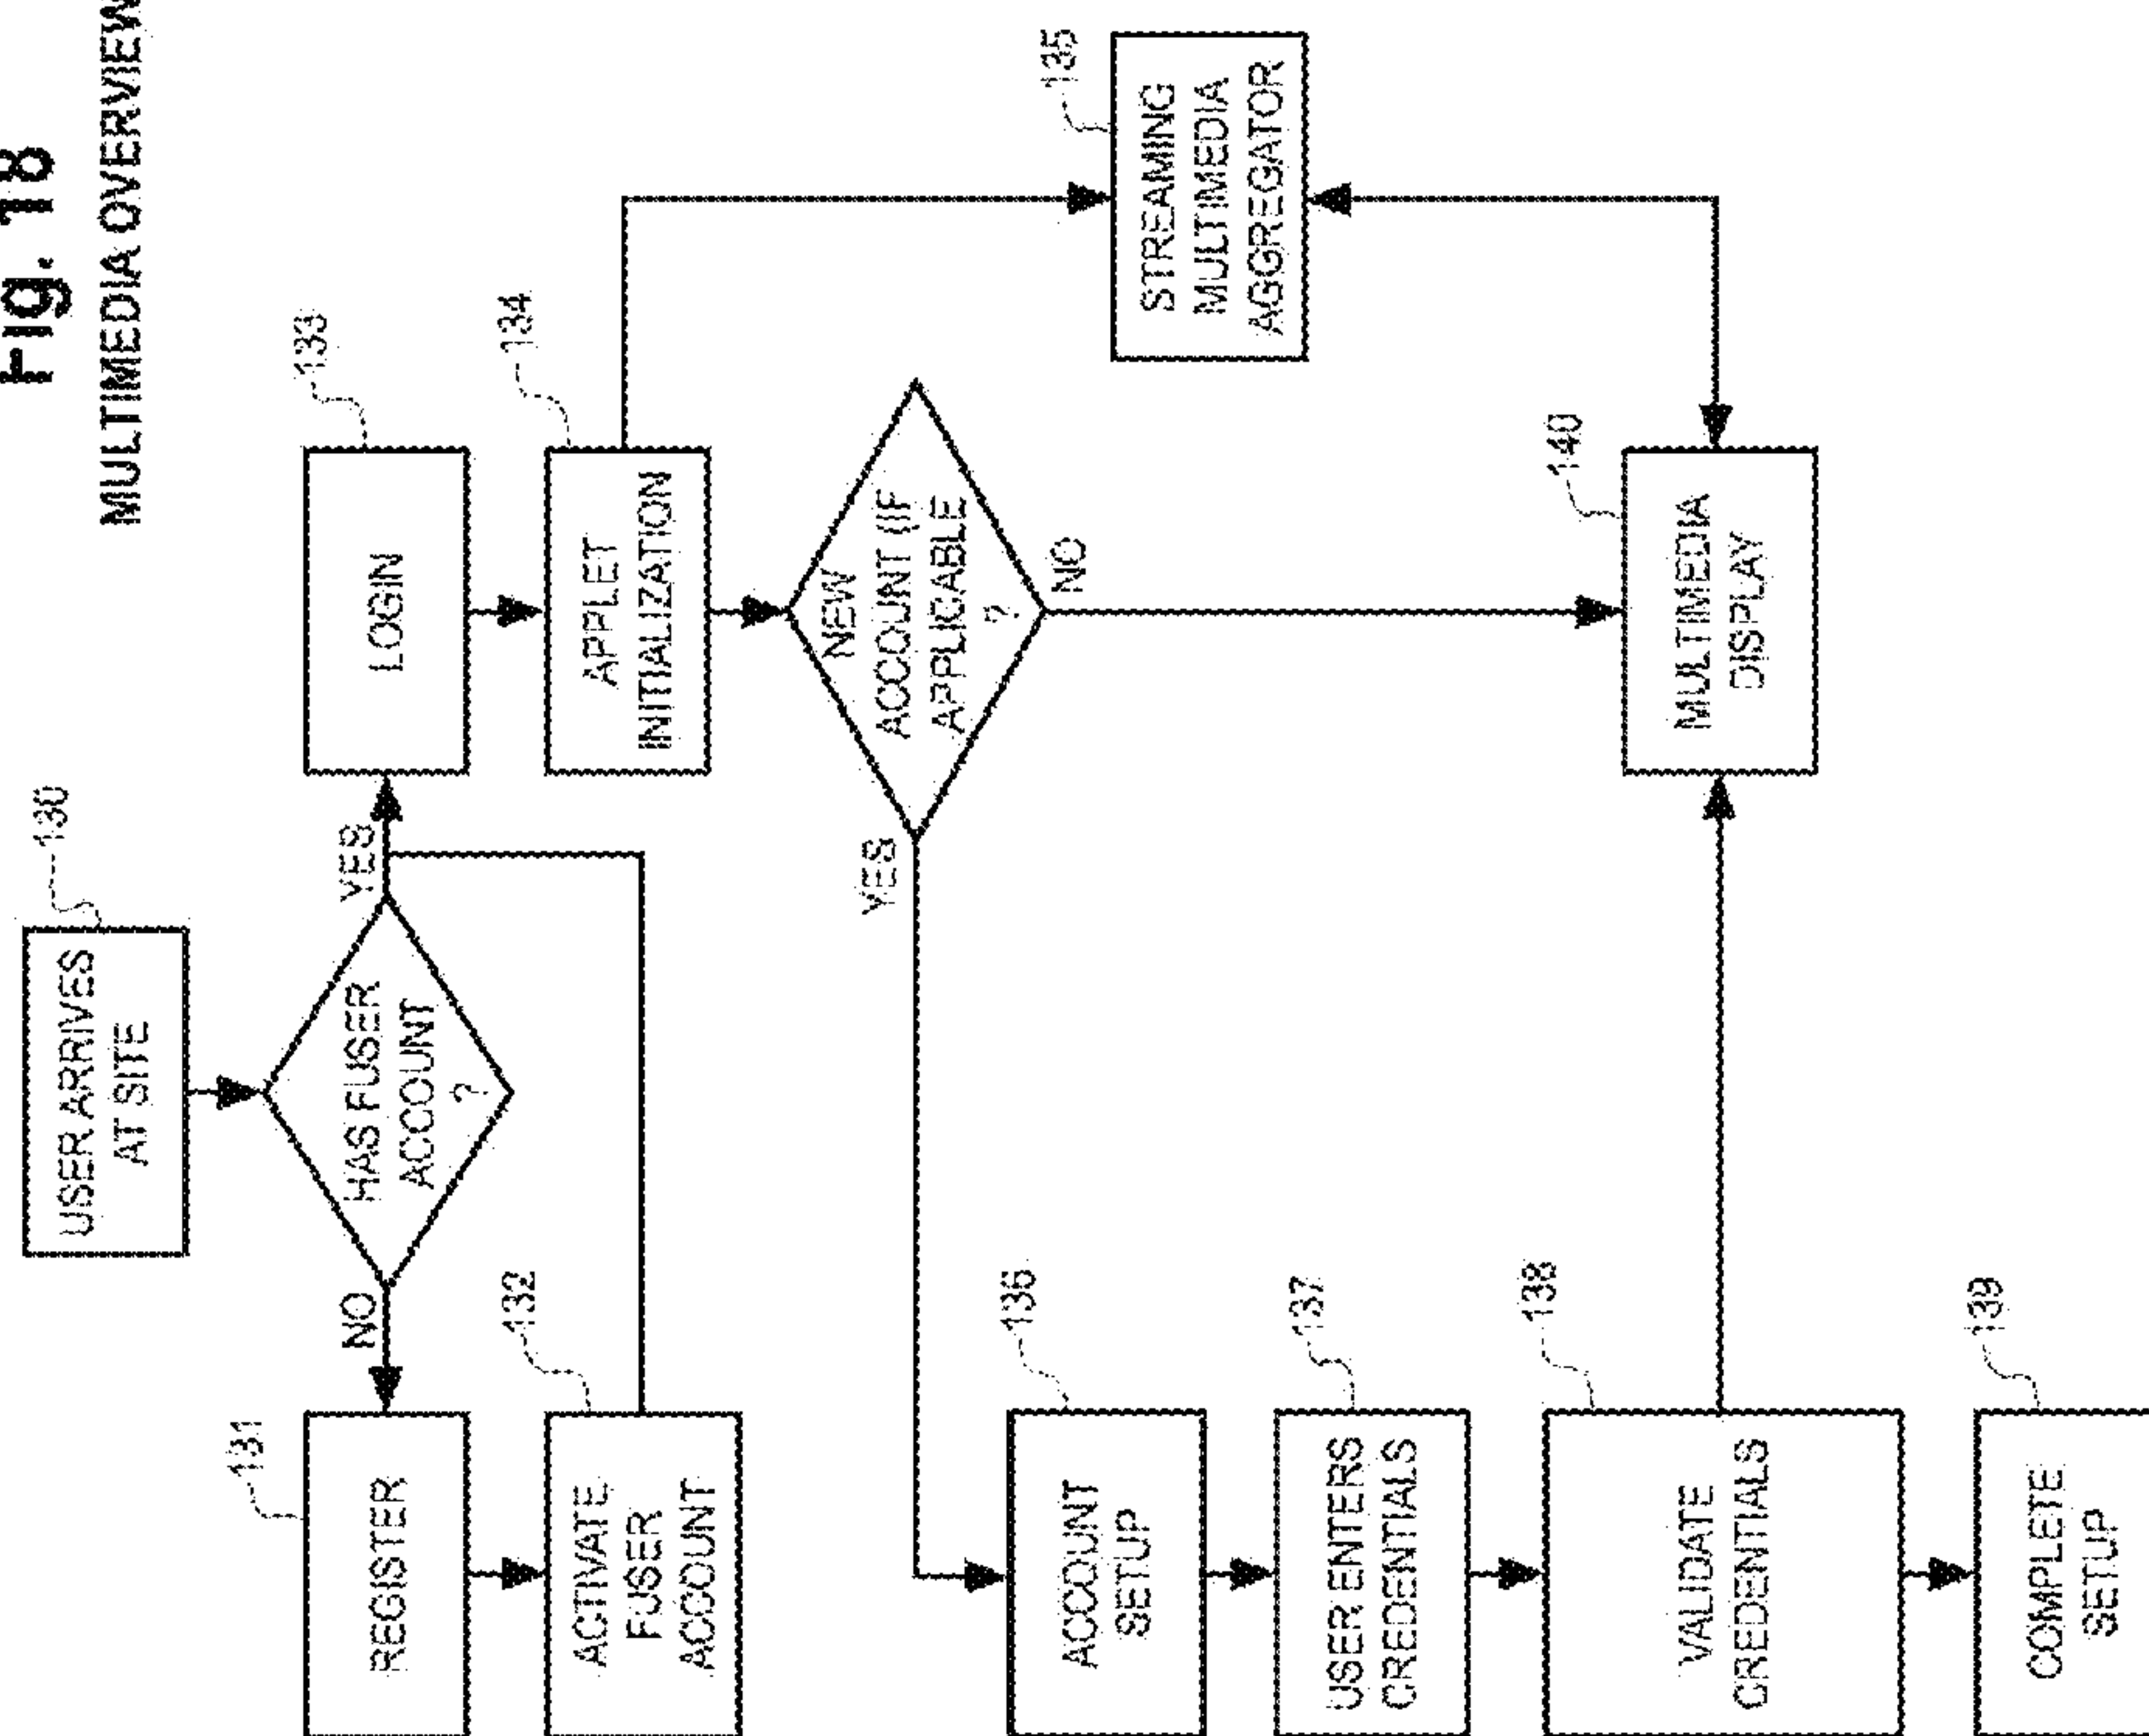 Fig. 18
MULTIMEDIA OVERVIEW
130
USER ARRIVES
AT SITE
HAS FUSER
ACCOUNT
?
NO
YES
131
REGISTER
132
ACTIVATE
FUSER
ACCOUNT
133
LOGIN
134
APPLET
INITIALIZATION
NEW
ACCOUNT (IF
APPLICABLE
?
YES
NO
135
STREAMING
MULTIMEDIA
AGGREGATOR
136
ACCOUNT
SETUP
137
USER ENTERS
CREDENTIALS
138
VALIDATE
CREDENTIALS
139
COMPLETE
SETUP
140
MULTIMEDIA
DISPLAY